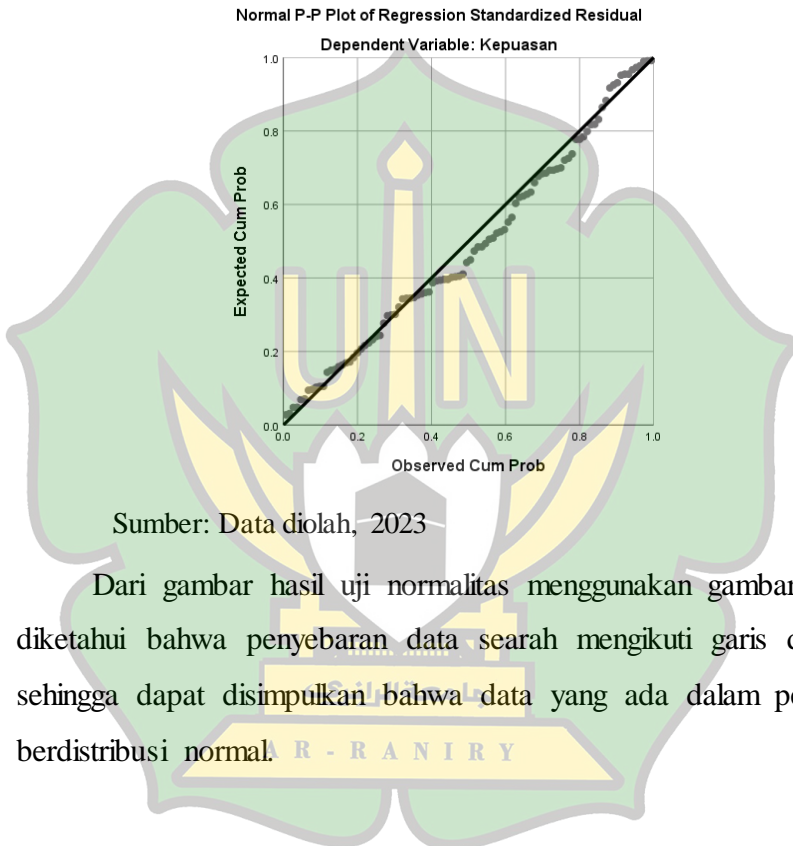 Normal P-P Plot of Regression Standardized Residual
Dependent Variable: Kepuasan
Expected Cum Prob
1.0
0.8
0.6
0.4
0.2
0.0
0.0 0.2 0.4 0.6 0.8 1.0
Observed Cum Prob
UIN
Sumber: Data diolah, 2023
Dari gambar hasil uji normalitas menggunakan gambar
diketahui bahwa penyebaran data searah mengikuti garis
sehingga dapat disimpulkan bahwa data yang ada dalam
جامعة الرانري
berdistribusi normal.
AR-RANIRY